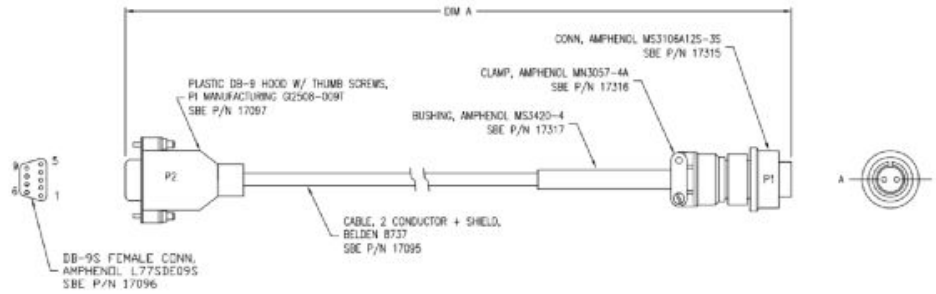 DIM A
CONN, AMPHENOL MS3106A12S-3S
SBE P/N 17315
CLAMP, AMPHENOL MN3057-4A
SBE P/N 17316
PLASTIC DB-9 HOOD W/ THUMB SCREWS,
PI MANUFACTURING GI2508-009T
SBE P/N 17097
BUSHING, AMPHENOL MS3420-4
SBE P/N 17317
9
5
6
1
P2
P1
A
CABLE, 2 CONDUCTOR + SHIELD,
BELDEN 8737
SBE P/N 17095
DB-9S FEMALE CONN,
AMPHENOL L77SDE09S
SBE P/N 17096